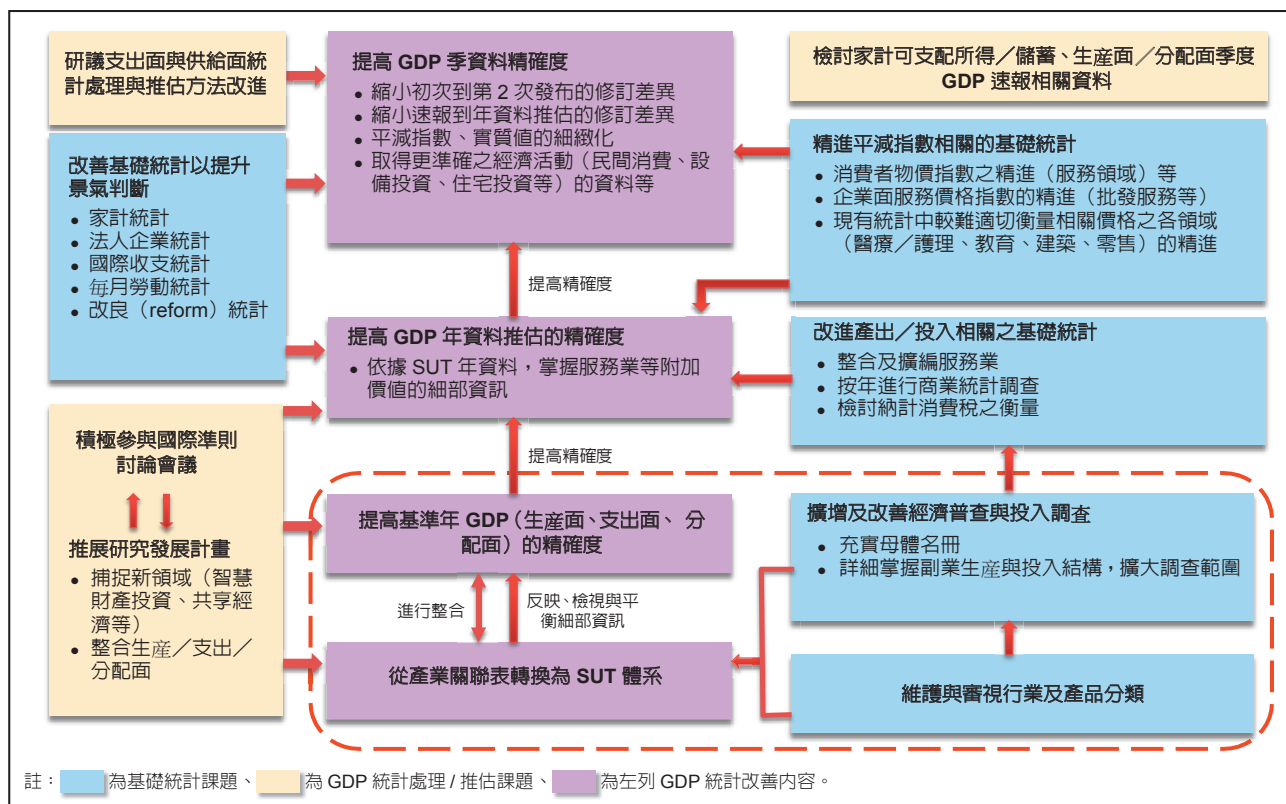 研議支出面與供給面統
計處理與推估方法改進
改善基礎統計以提升
景氣判斷
• 家計統計
• 法人企業統計
• 國際收支統計
• 每月勞動統計
• 改良（reform）統計
積極參與國際準則
討論會議
推展研究發展計畫
• 捕捉新領域（智慧
財產投資、共享經
濟等）
• 整合生產／支出／
分配面
提高 GDP 季資料精確度
• 縮小初次到第 2 次發布的修訂差異
• 縮小速報到年資料推估的修訂差異
• 平減指數、實質值的細緻化
• 取得更準確之經濟活動（民間消費、設
備投資、住宅投資等）的資料等
提高精確度
提高 GDP 年資料推估的精確度
• 依據 SUT 年資料，掌握服務業等附加
價值的細部資訊
提高精確度
提高基準年 GDP（生產面、支出面、 分
配面）的精確度
進行整合
反映、檢視與平
衡細部資訊
從產業關聯表轉換為 SUT 體系
檢討家計可支配所得／儲蓄、生產面／分配面季度
GDP 速報相關資料
精進平減指數相關的基礎統計
• 消費者物價指數之精進（服務領域）等
• 企業面服務價格指數的精進（批發服務等）
• 現有統計中較難適切衡量相關價格之各領域
（醫療／護理、教育、建築、零售）的精進
改進產出／投入相關之基礎統計
• 整合及擴編服務業
• 按年進行商業統計調查
• 檢討納計消費稅之衡量
擴增及改善經濟普查與投入調查
• 充實母體名冊
• 詳細掌握副業生產與投入結構，擴大調查範圍
維護與審視行業及產品分類
註：　為基礎統計課題、　為 GDP 統計處理 / 推估課題、　為左列 GDP 統計改善內容。